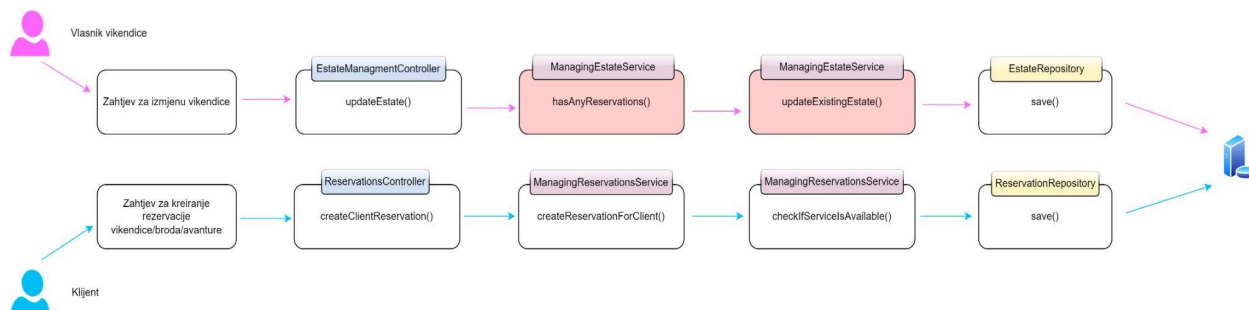 Vlasnik vikendice
Zahtjev za izmjenu vikendice
EstateManagmentController
updateEstate()
ManagingEstateService
hasAnyReservations()
ManagingEstateService
updateExistingEstate()
EstateRepository
save()
Zahtjev za kreiranje
rezervacije
vikendice/broda/avanture
ReservationsController
createClientReservation()
ManagingReservationsService
createReservationForClient()
ManagingReservationsService
checkIfServiceIsAvailable()
ReservationRepository
save()
Klijent